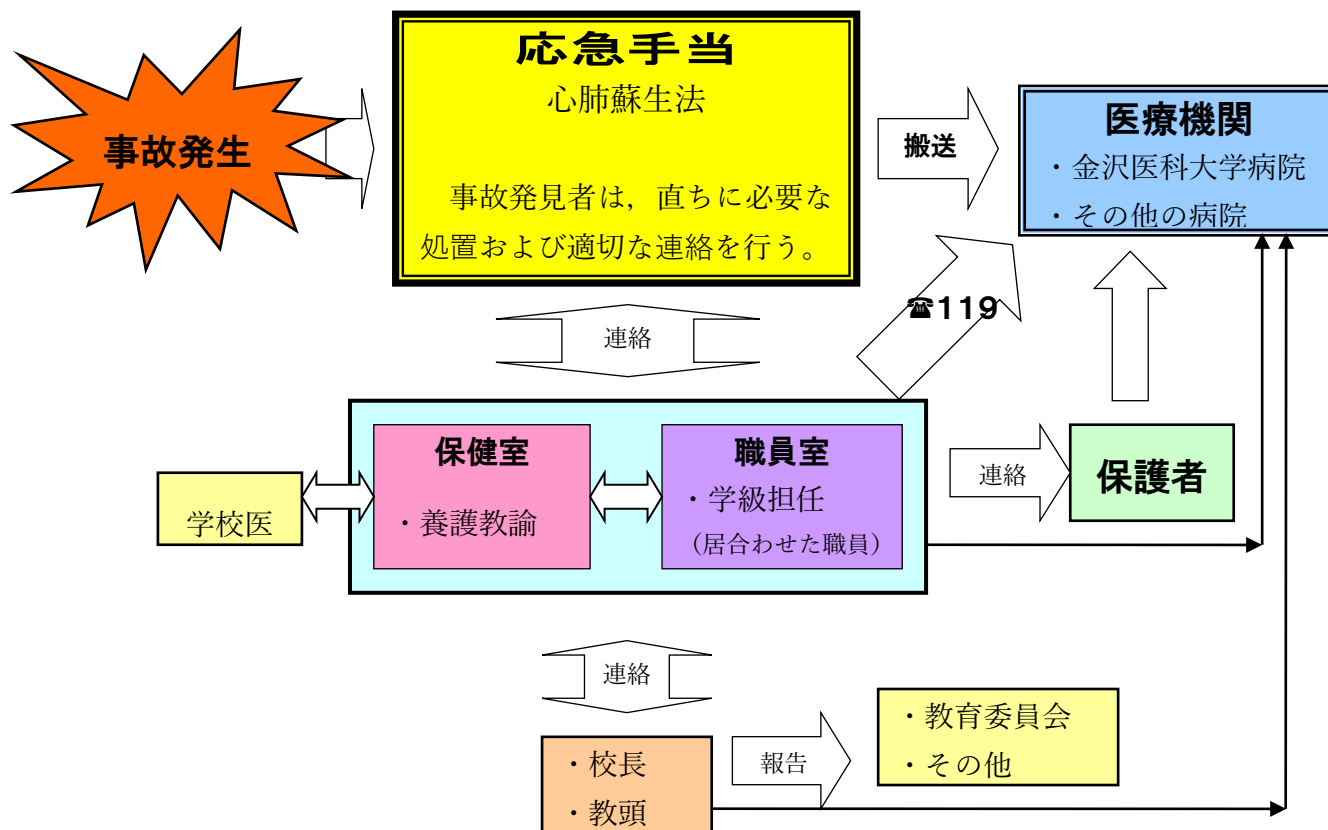 応急手当
心肺蘇生法
事故発見者は，直ちに必要な
処置および適切な連絡を行う。
事故発生
搬送
医療機関
・金沢医科大学病院
・その他の病院
☎119
連絡
保健室
・養護教諭
職員室
・学級担任
（居合わせた職員）
学校医
連絡
保護者
連絡
・校長
・教頭
報告
・教育委員会
・その他